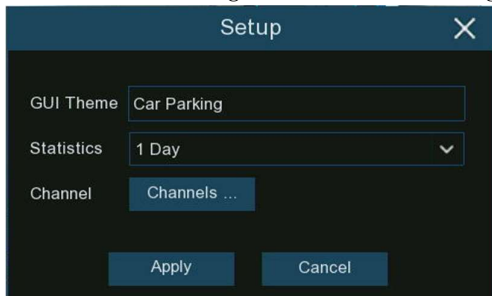 Setup
GUI Theme Car Parking
Statistics 1 Day
Channel Channels ...
Apply Cancel